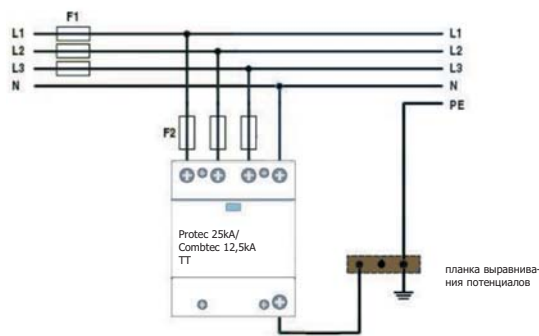 F1
L1 L1
L2 L2
L3 L3
N N
PE
F2
Protec 25kA/
Combtec 12,5kA
TT
планка выравнива-
ния потенциалов